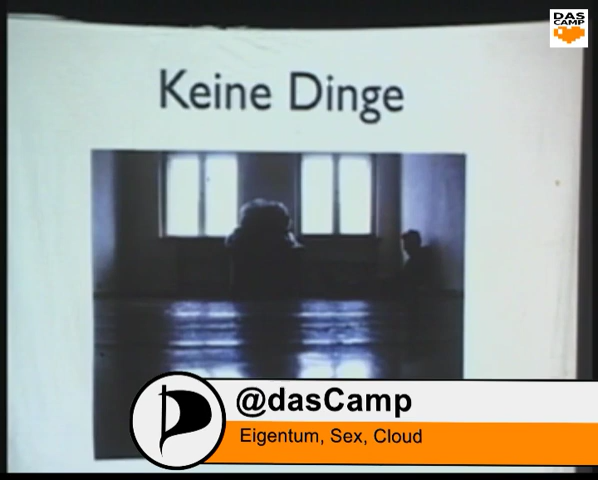 DAS
CAMP
Keine Dinge
@dasCamp
Eigentum, Sex, Cloud